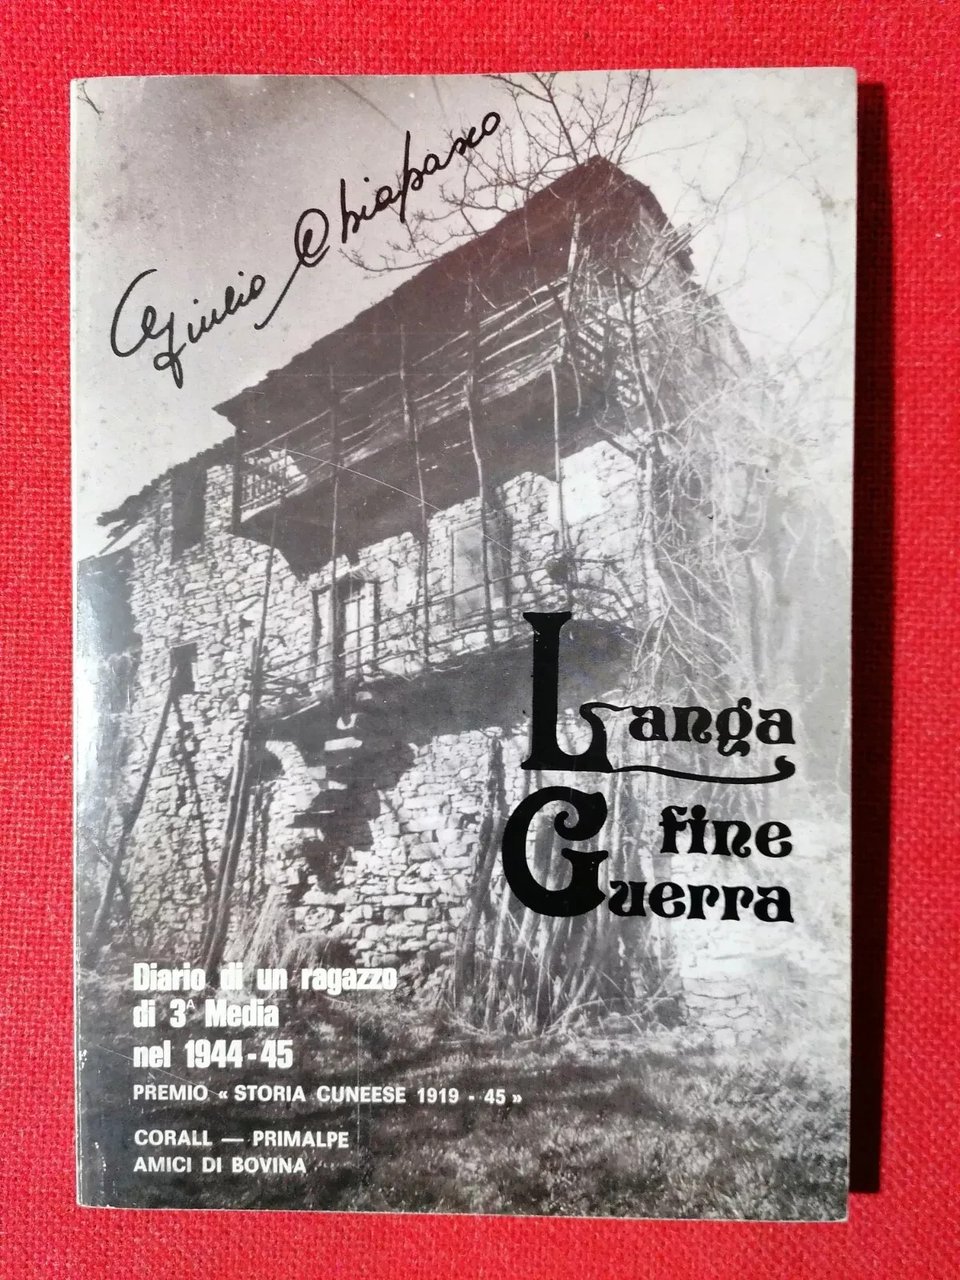 Giulio Chiapasco
Langa
fine
Guerra
Diario di un ragazzo
di 3ᴬ Media
nel 1944-45
PREMIO « STORIA CUNEESE 1919 - 45 »
CORALL — PRIMALPE
AMICI DI BOVINA